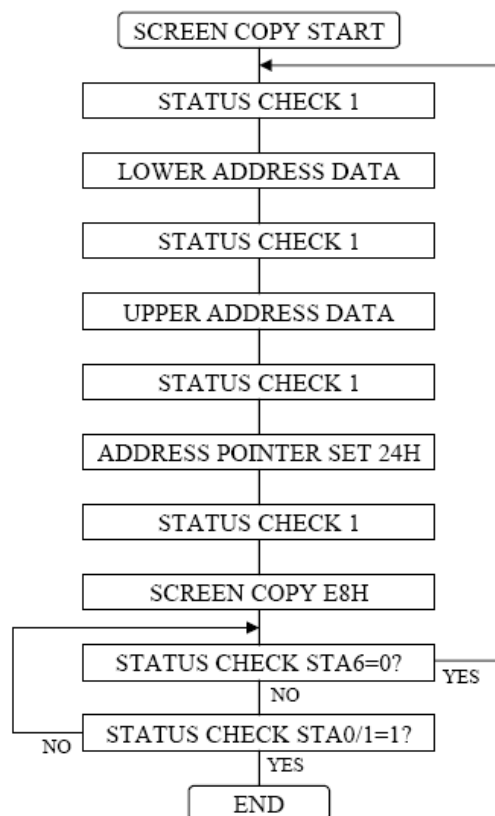 SCREEN COPY START
STATUS CHECK 1
LOWER ADDRESS DATA
STATUS CHECK 1
UPPER ADDRESS DATA
STATUS CHECK 1
ADDRESS POINTER SET 24H
STATUS CHECK 1
SCREEN COPY E8H
STATUS CHECK STA6=0?
YES
NO
STATUS CHECK STA0/1=1?
NO
YES
END